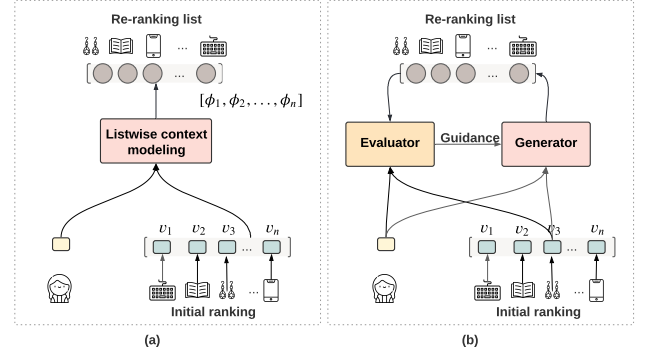 Re-ranking list
...
[ ... ]
[ϕ₁, ϕ₂, ..., ϕₙ]
Listwise context
modeling
v₁ v₂ v₃ vₙ
[ ... ]
...
Initial ranking
(a)
Re-ranking list
...
[ ... ]
Evaluator
Guidance
Generator
v₁ v₂ v₃ vₙ
[ ... ]
...
Initial ranking
(b)